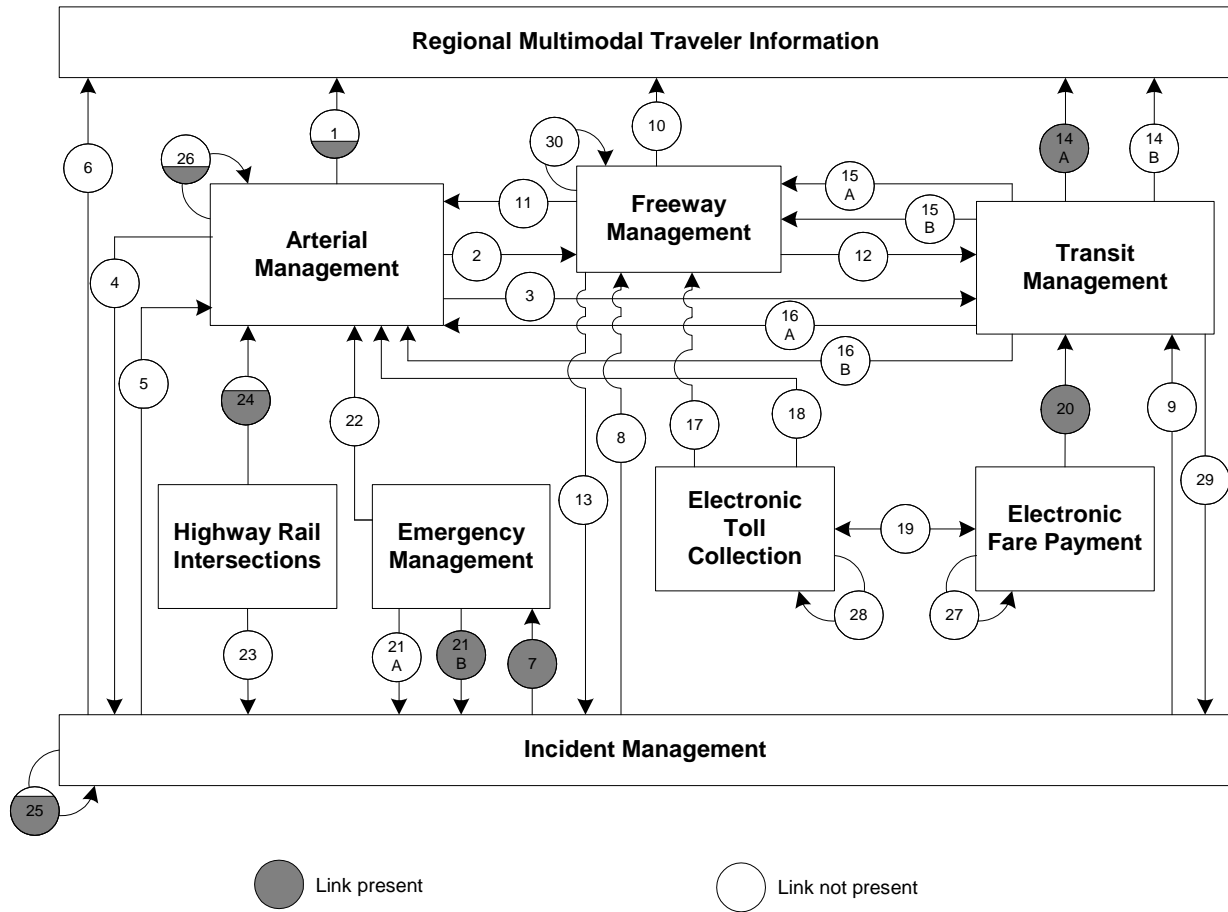 Regional Multimodal Traveler Information
1
10
14
A
14
B
6
26
30
15
A
11
Freeway
Management
15
B
Arterial
Management
Transit
Management
4
2
12
3
16
A
5
16
B
24
22
8
17
18
20
9
13
29
Highway Rail
Intersections
Emergency
Management
Electronic
Toll
Collection
19
Electronic
Fare Payment
28
27
23
21
A
21
B
7
Incident Management
25
Link present
Link not present